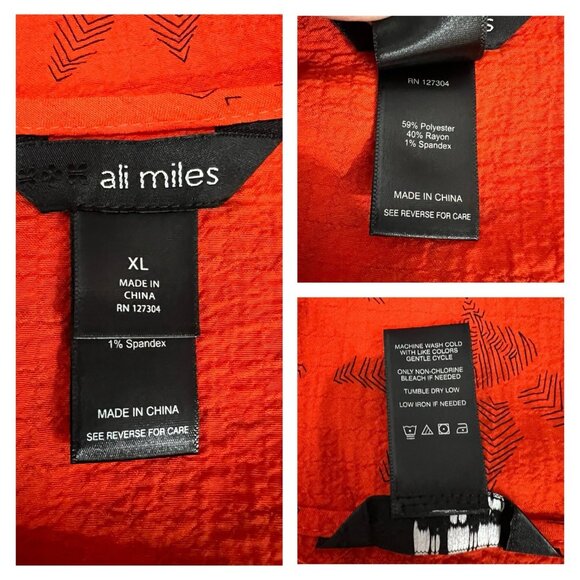 ali miles
XL
MADE IN
CHINA
RN 127304
1% Spandex
MADE IN CHINA
SEE REVERSE FOR CARE
S
RN 127304
59% Polyester
40% Rayon
1% Spandex
MADE IN CHINA
SEE REVERSE FOR CARE
MACHINE WASH COLD
WITH LIKE COLORS
GENTLE CYCLE
ONLY NON-CHLORINE
BLEACH IF NEEDED
TUMBLE DRY LOW
LOW IRON IF NEEDED